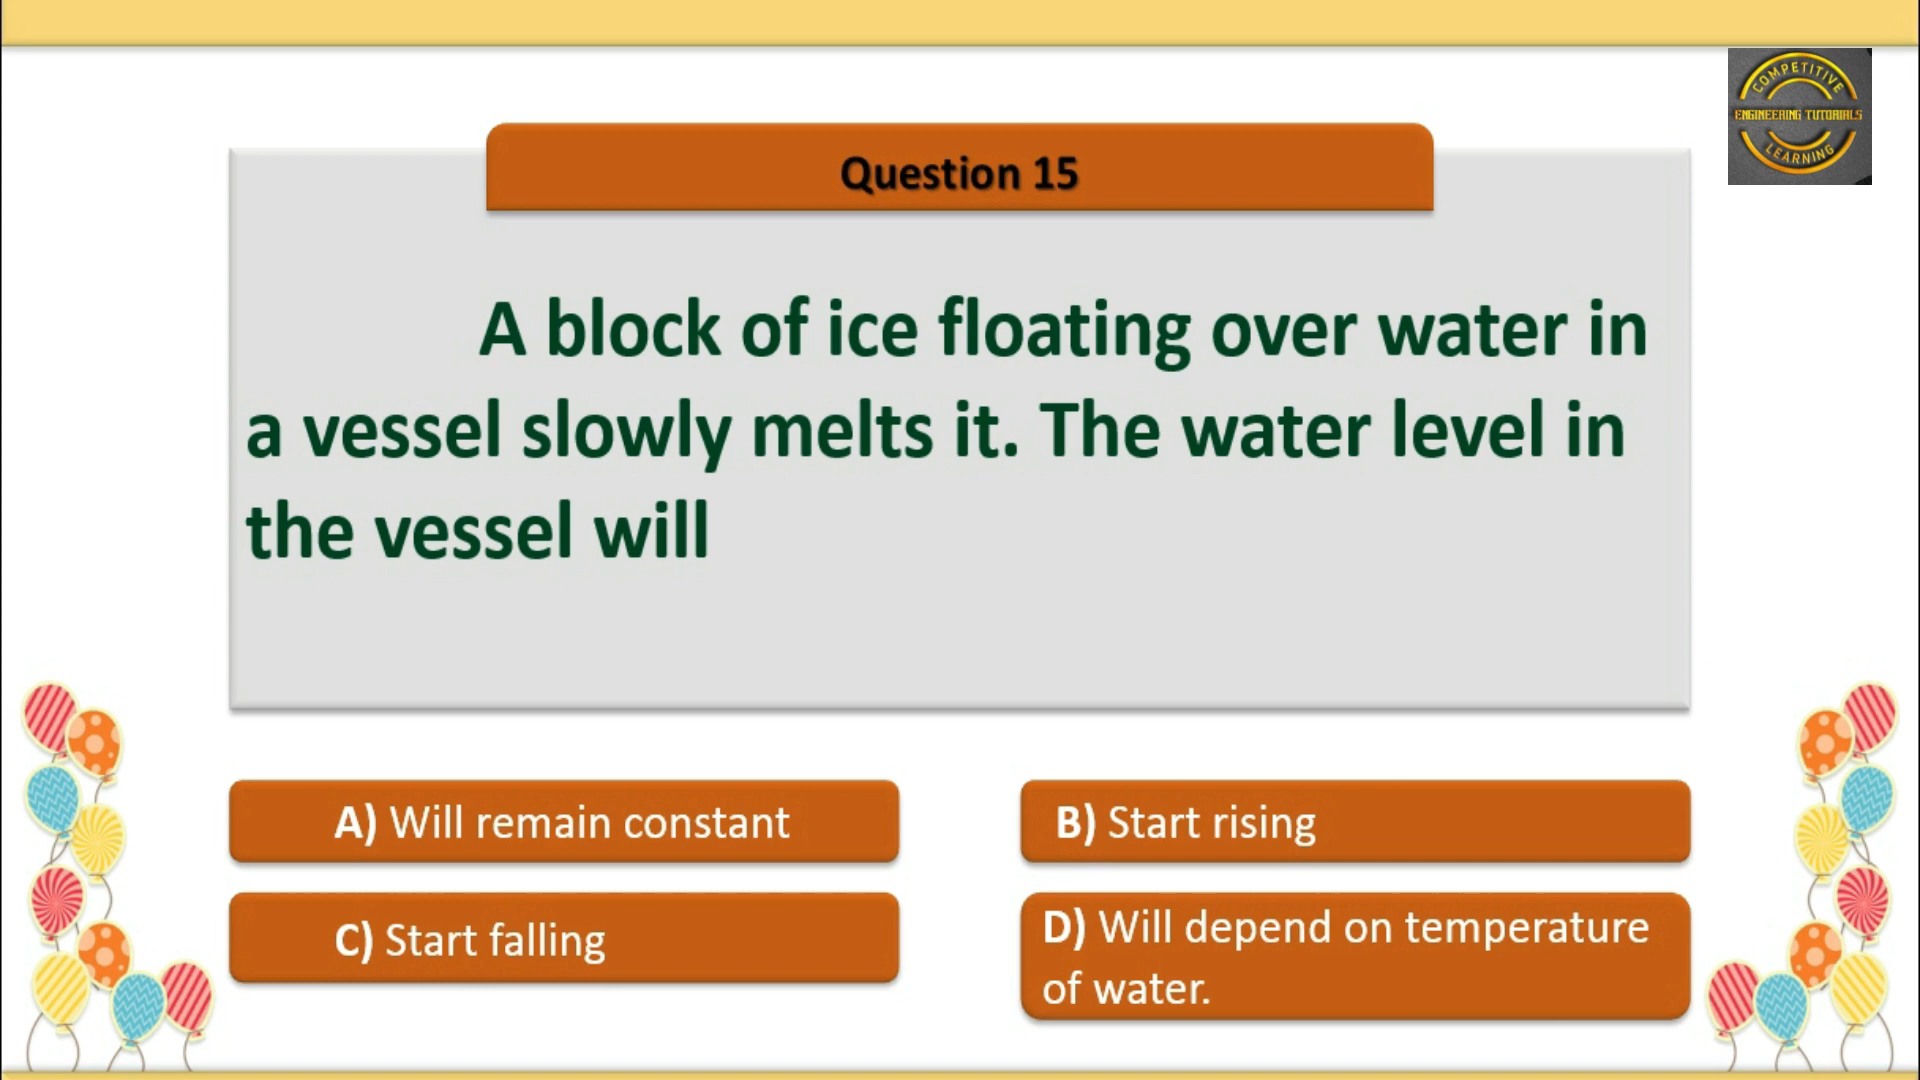 COMPETITIVE
ENGINEERING TUTORIALS
LEARNING
Question 15
A block of ice floating over water in
a vessel slowly melts it. The water level in
the vessel will
A) Will remain constant
B) Start rising
C) Start falling
D) Will depend on temperature
of water.